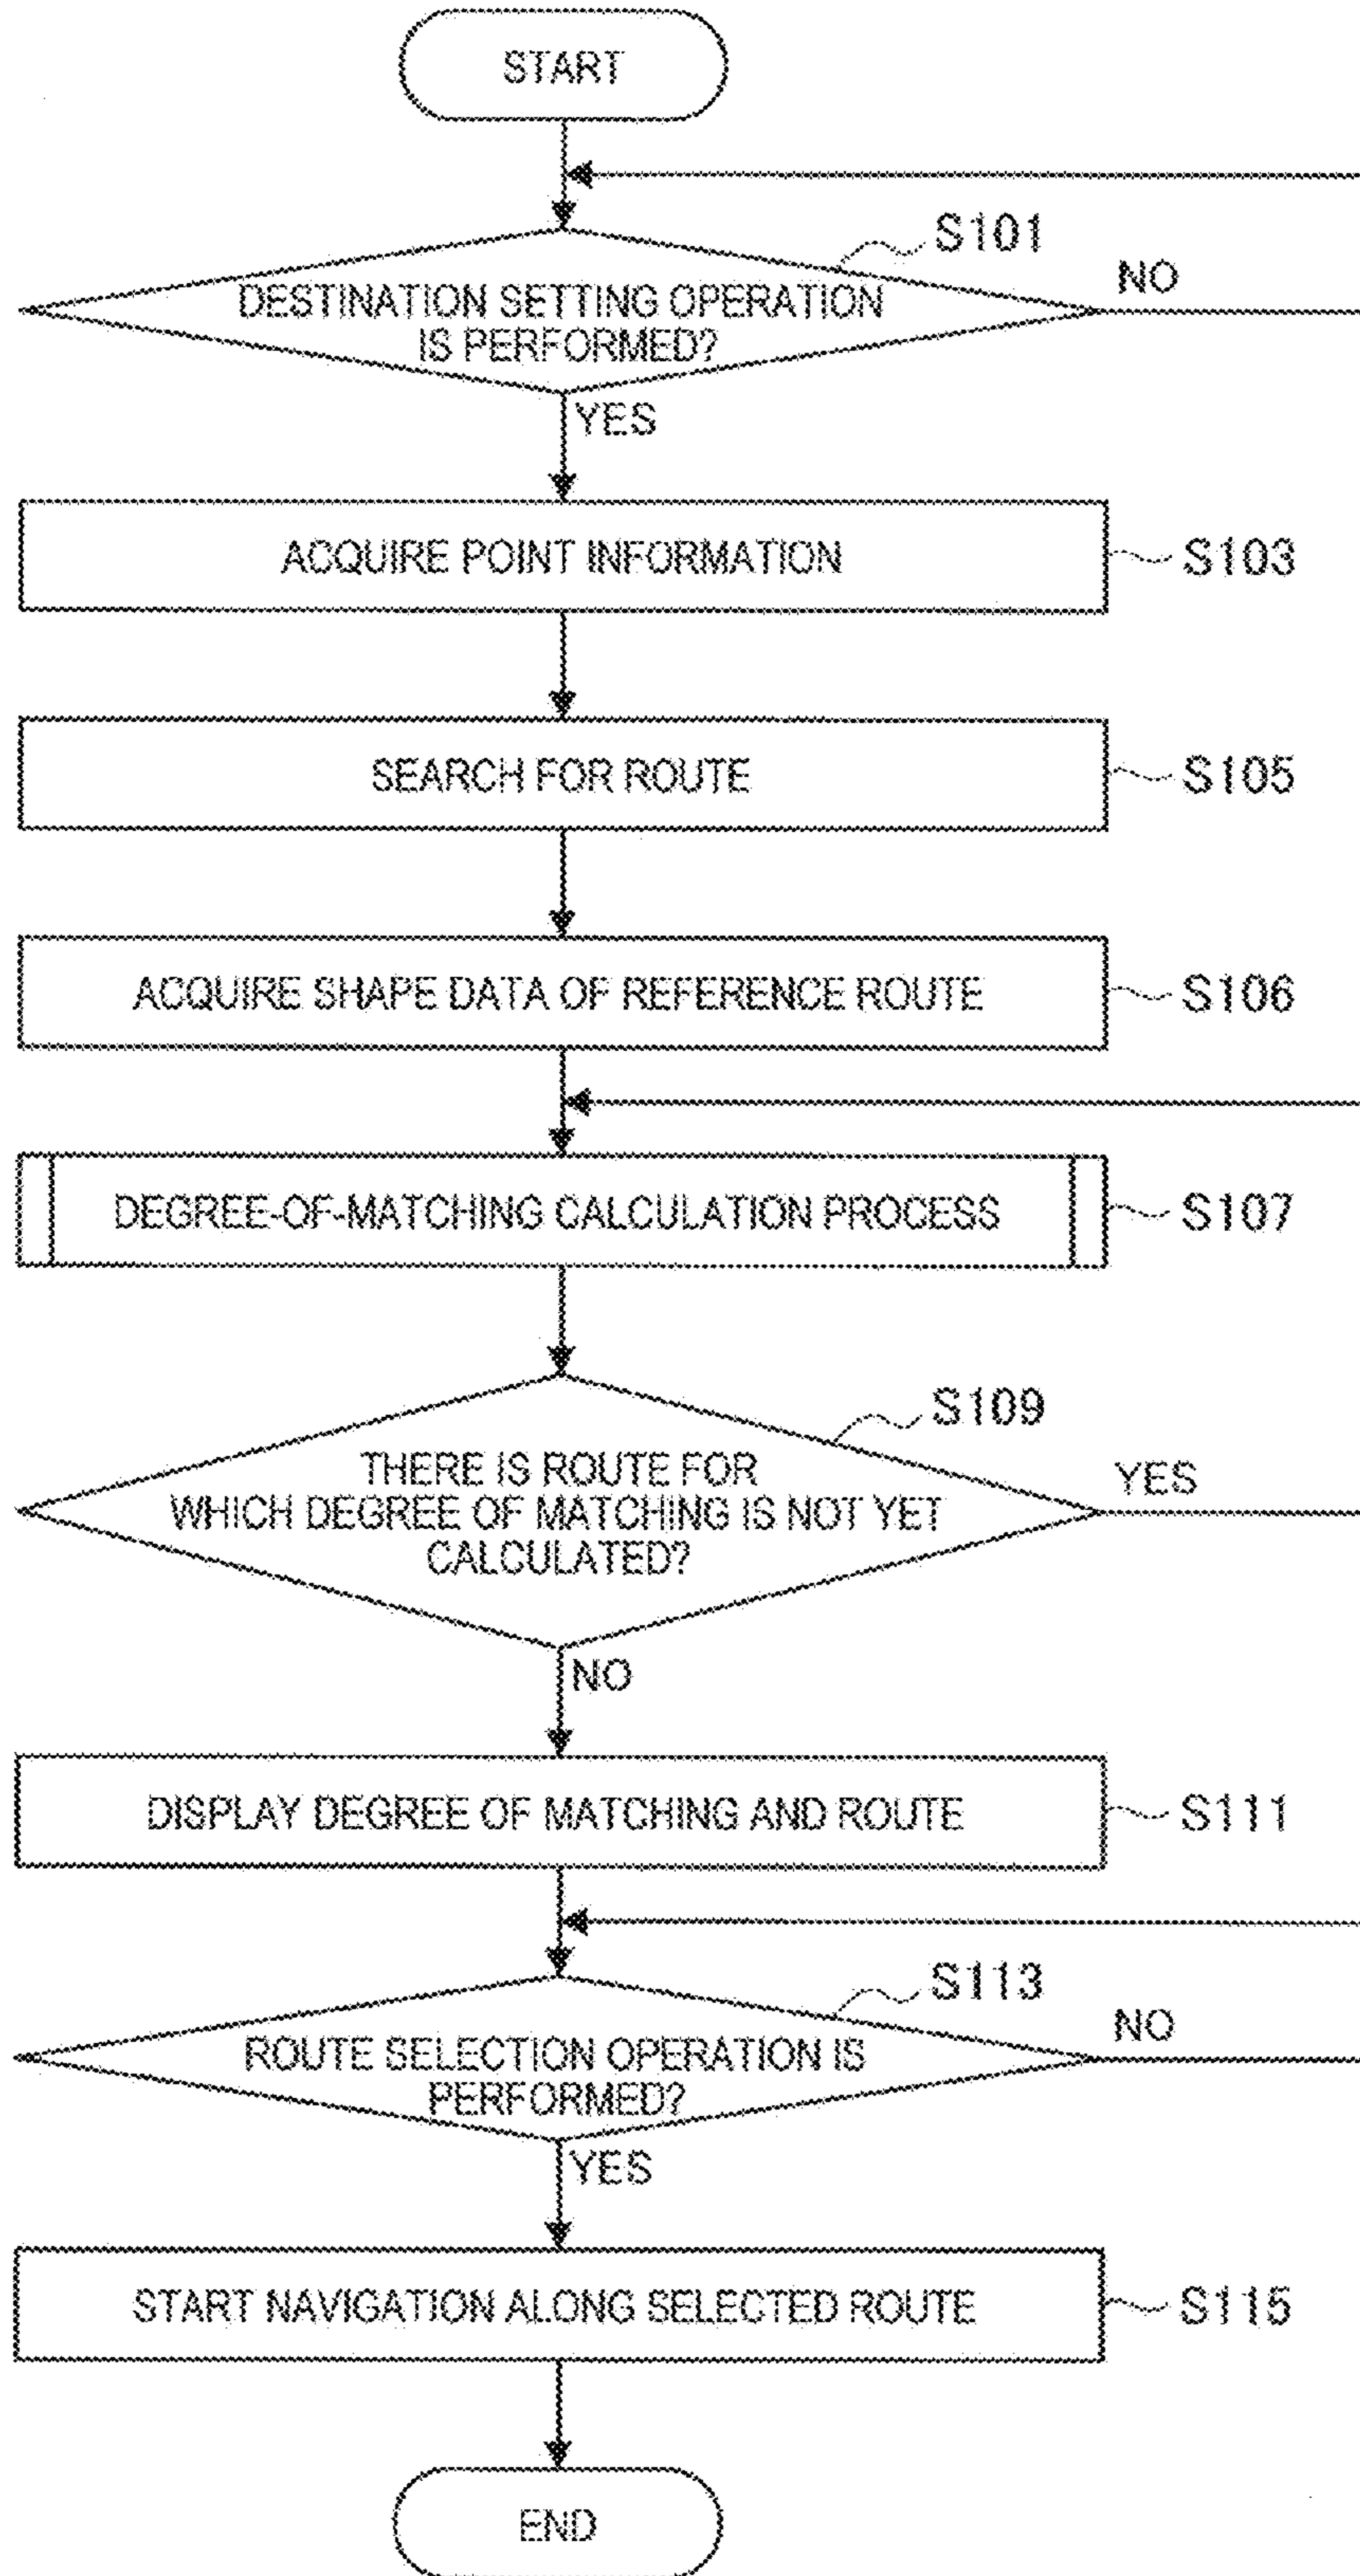 START
S101
NO
DESTINATION SETTING OPERATION
IS PERFORMED?
YES
ACQUIRE POINT INFORMATION
S103
SEARCH FOR ROUTE
S105
ACQUIRE SHAPE DATA OF REFERENCE ROUTE
S106
DEGREE-OF-MATCHING CALCULATION PROCESS
S107
S109
THERE IS ROUTE FOR
YES
WHICH DEGREE OF MATCHING IS NOT YET
CALCULATED?
NO
DISPLAY DEGREE OF MATCHING AND ROUTE
S111
S113
NO
ROUTE SELECTION OPERATION IS
PERFORMED?
YES
START NAVIGATION ALONG SELECTED ROUTE
S115
END